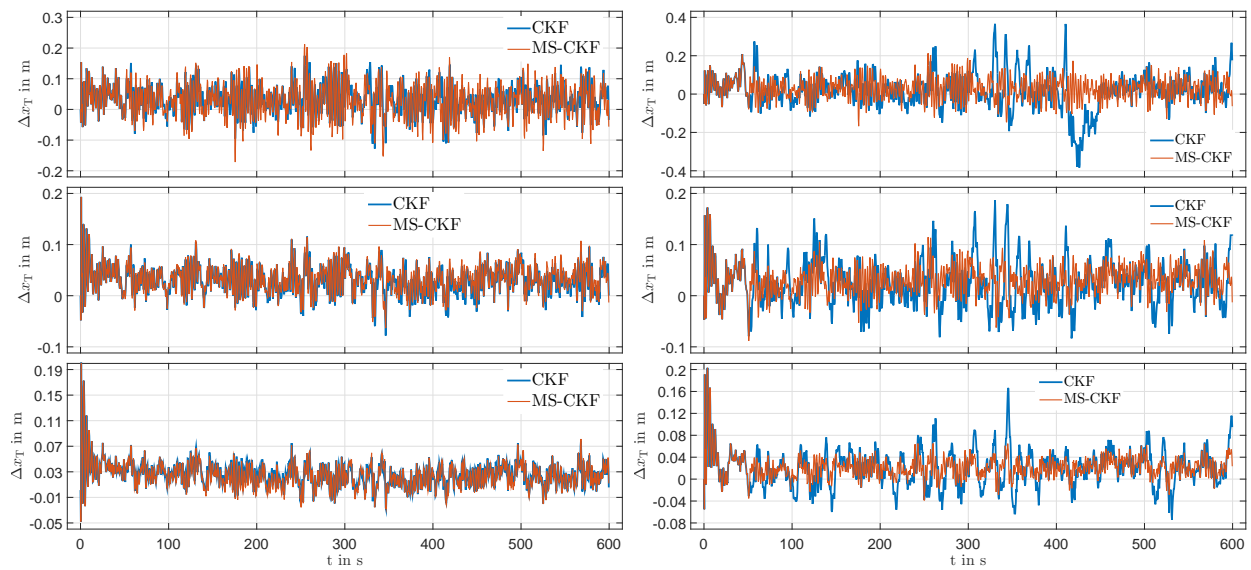 0.3
0.2
0.1
0
-0.1
-0.2
Δx_T in m
CKF
MS-CKF
0.4
0.2
0
-0.2
-0.4
Δx_T in m
CKF
MS-CKF
0.2
0.1
0
-0.1
Δx_T in m
CKF
MS-CKF
0.2
0.1
0
-0.1
Δx_T in m
CKF
MS-CKF
0.19
0.15
0.11
0.07
0.03
-0.01
-0.05
Δx_T in m
CKF
MS-CKF
0 100 200 300 400 500 600
t in s
0.2
0.16
0.12
0.08
0.04
0
-0.04
-0.08
Δx_T in m
CKF
MS-CKF
0 100 200 300 400 500 600
t in s